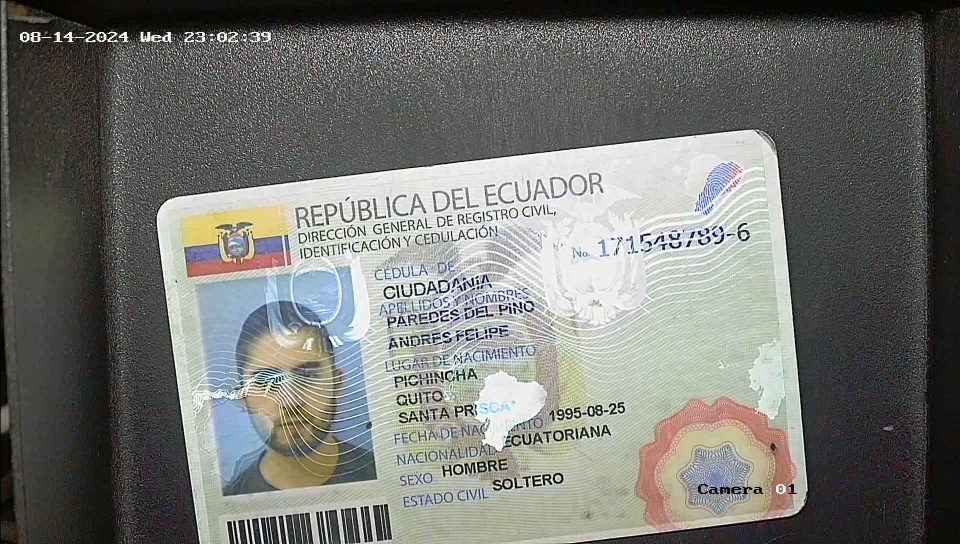 08-14-2024 Wed 23:02:39
REPÚBLICA DEL ECUADOR
DIRECCIÓN GENERAL DE REGISTRO CIVIL,
IDENTIFICACIÓN Y CEDULACIÓN
No. 171548789-6
CÉDULA DE
CIUDADANÍA
APELLIDOS Y NOMBRES
PAREDES DEL PINO
ANDRES FELIPE
LUGAR DE NACIMIENTO
PICHINCHA
QUITO
SANTA PRISCA
FECHA DE NACIMIENTO 1995-08-25
NACIONALIDAD ECUATORIANA
SEXO HOMBRE
ESTADO CIVIL SOLTERO
Camera 01